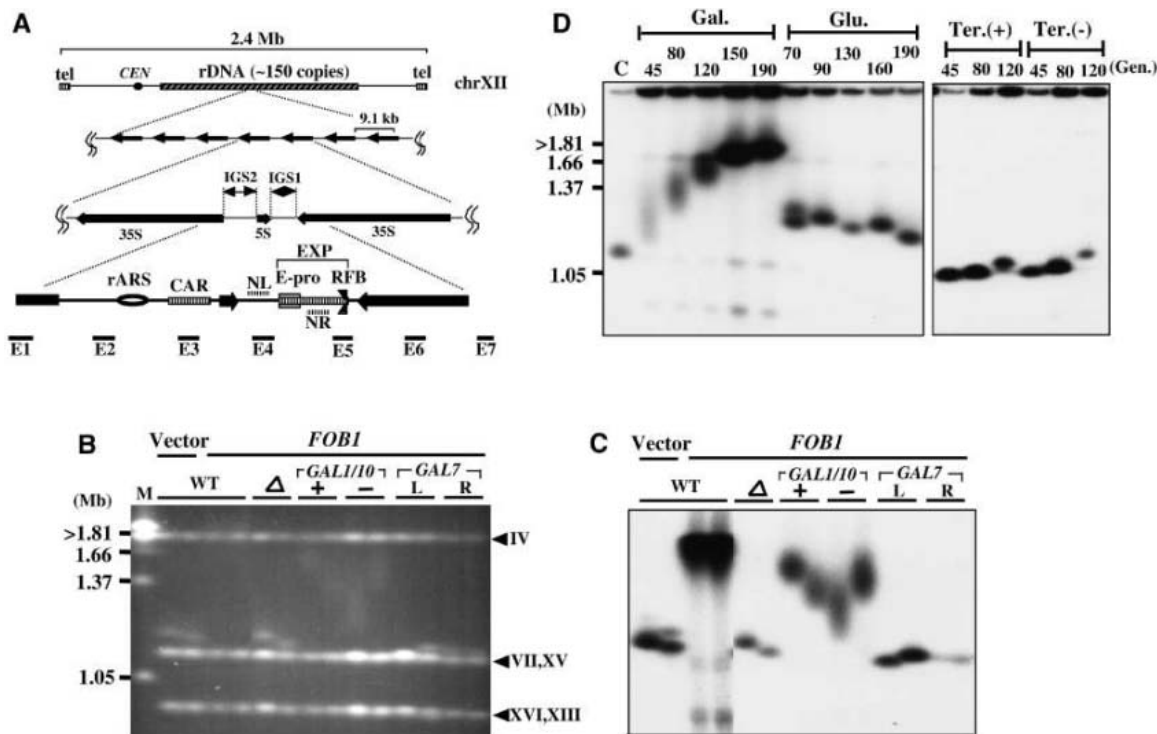 A
2.4 Mb
tel CEN rDNA (~150 copies) tel chrXII
9.1 kb
IGS2 IGS1
35S 5S 35S
EXP
rARS CAR NL E-pro RFB
NR
E1 E2 E3 E4 E5 E6 E7
D
Gal. Glu. Ter.(+) Ter.(-)
80 150 70 130 190
C 45 120 190 90 160 45 80 120 45 80 120 (Gen.)
(Mb)
>1.81
1.66
1.37
1.05
B
Vector FOB1
GAL1/10 GAL7
WT Δ + − L R
(Mb) M
>1.81
1.66
1.37
1.05
IV
VII,XV
XVI,XIII
C
Vector FOB1
GAL1/10 GAL7
WT Δ + − L R